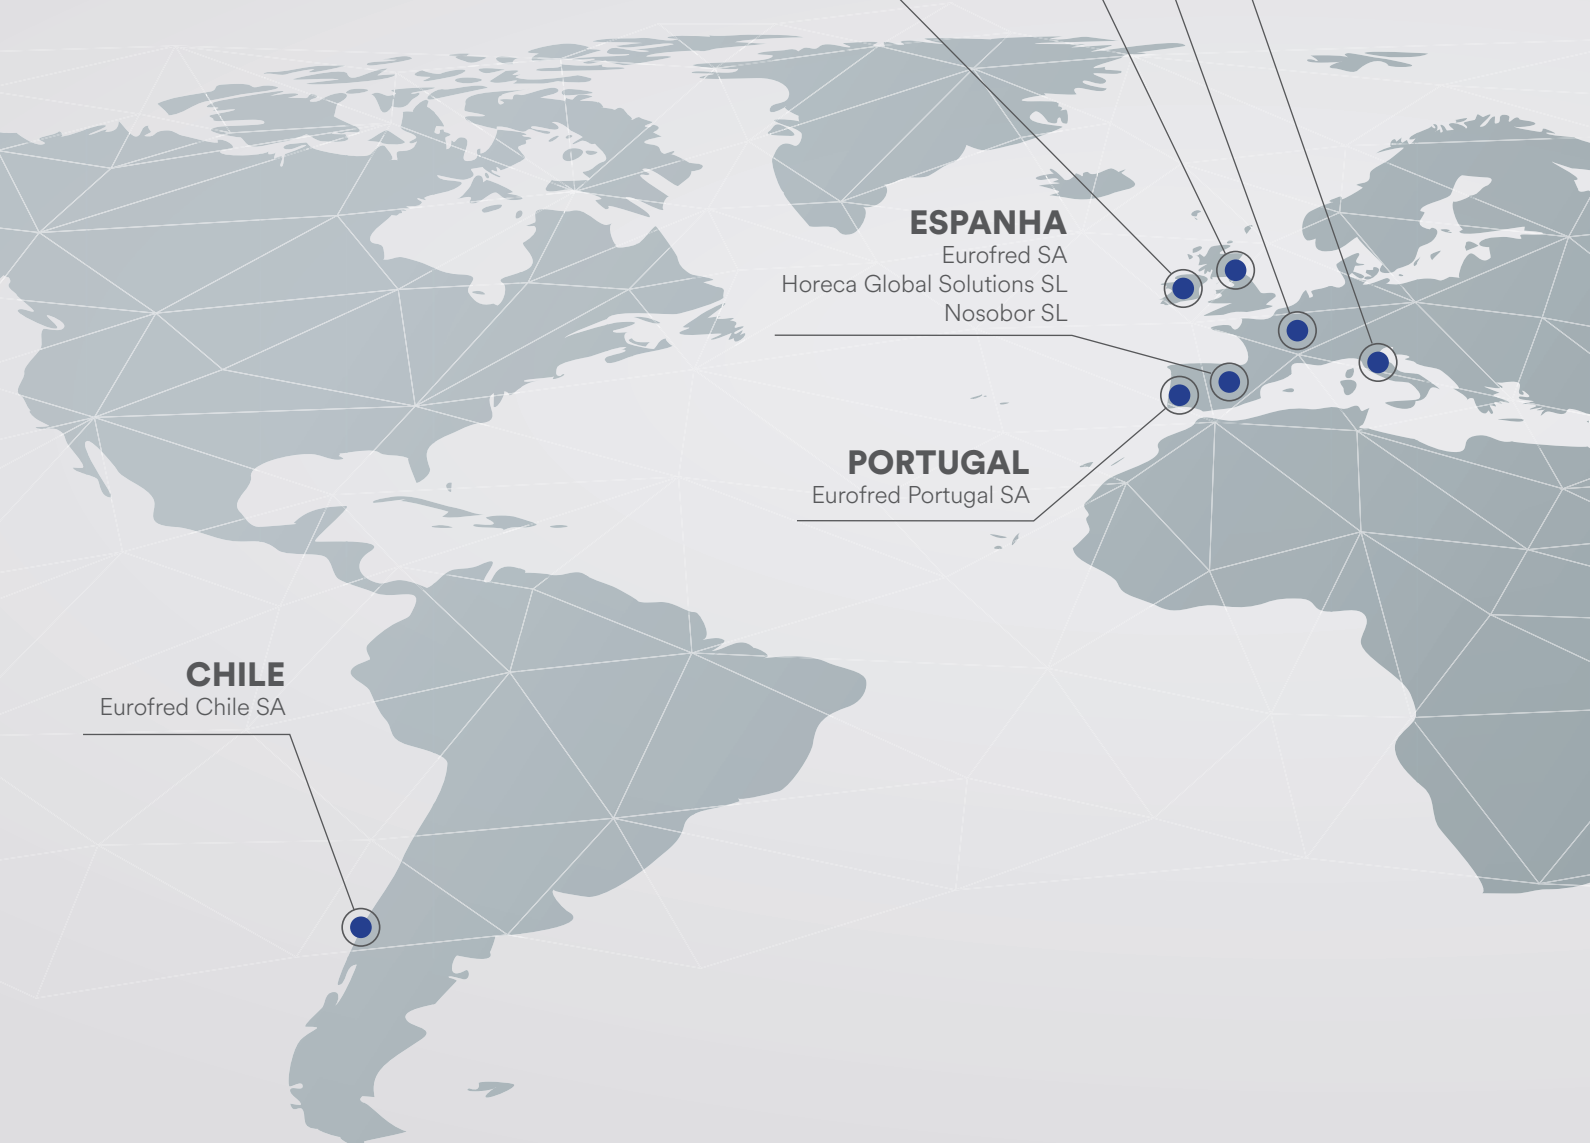 ESPANHA
Eurofred SA
Horeca Global Solutions SL
Nosobor SL
PORTUGAL
Eurofred Portugal SA
CHILE
Eurofred Chile SA